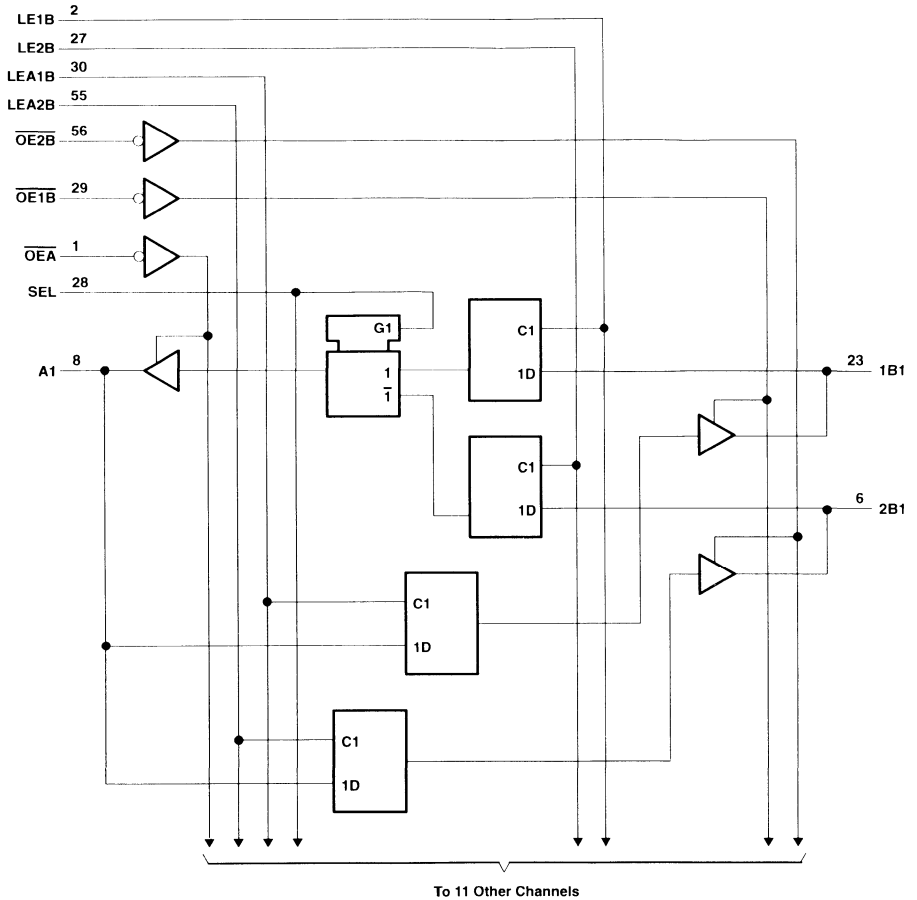 LE1B 2
LE2B 27
LEA1B 30
LEA2B 55
OE2B 56
OE1B 29
OEA 1
SEL 28
G1
C1
A1 8
1
1D
23 1B1
1
C1
1D
6 2B1
C1
1D
C1
1D
To 11 Other Channels